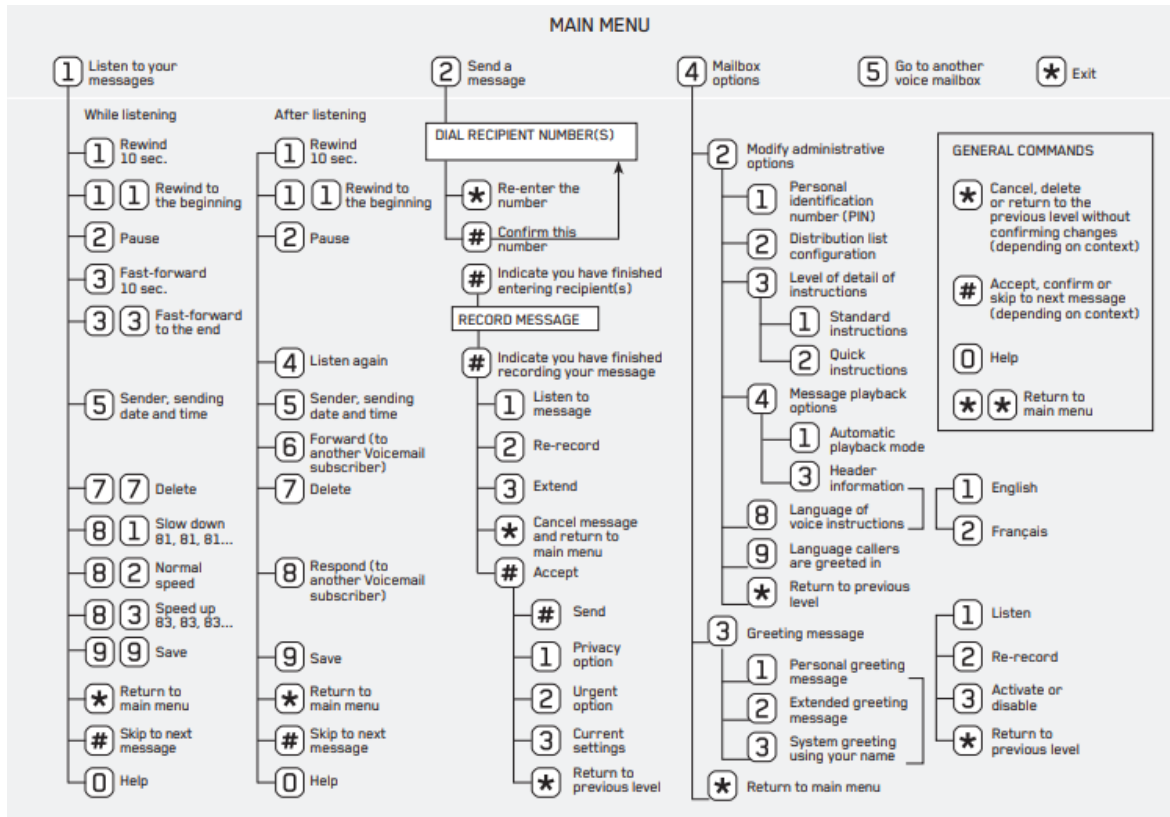 MAIN MENU
1 Listen to your
messages
2 Send a
message
4 Mailbox
options
5 Go to another
voice mailbox
* Exit
While listening
1 Rewind
10 sec.
1 1 Rewind to
the beginning
2 Pause
3 Fast-forward
10 sec.
3 3 Fast-forward
to the end
5 Sender, sending
date and time
7 7 Delete
8 1 Slow down
81, 81, 81...
8 2 Normal
speed
8 3 Speed up
83, 83, 83...
9 9 Save
* Return to
main menu
# Skip to next
message
0 Help
After listening
1 Rewind
10 sec.
1 1 Rewind to
the beginning
2 Pause
4 Listen again
5 Sender, sending
date and time
6 Forward (to
another Voicemail
subscriber)
7 Delete
8 Respond (to
another Voicemail
subscriber)
9 Save
* Return to
main menu
# Skip to next
message
0 Help
DIAL RECIPIENT NUMBER(S)
* Re-enter the
number
# Confirm this
number
# Indicate you have finished
entering recipient(s)
RECORD MESSAGE
# Indicate you have finished
recording your message
1 Listen to
message
2 Re-record
3 Extend
* Cancel message
and return to
main menu
# Accept
# Send
1 Privacy
option
2 Urgent
option
3 Current
settings
* Return to
previous level
2 Modify administrative
options
1 Personal
identification
number (PIN)
2 Distribution list
configuration
3 Level of detail of
instructions
1 Standard
instructions
2 Quick
instructions
4 Message playback
options
1 Automatic
playback mode
3 Header
information
8 Language of
voice instructions
1 English
2 Français
9 Language callers
are greeted in
* Return to previous
level
3 Greeting message
1 Personal greeting
message
2 Extended greeting
message
3 System greeting
using your name
1 Listen
2 Re-record
3 Activate or
disable
* Return to
previous level
* Return to main menu
GENERAL COMMANDS
* Cancel, delete
or return to the
previous level without
confirming changes
(depending on context)
# Accept, confirm or
skip to next message
(depending on context)
0 Help
* * Return to
main menu